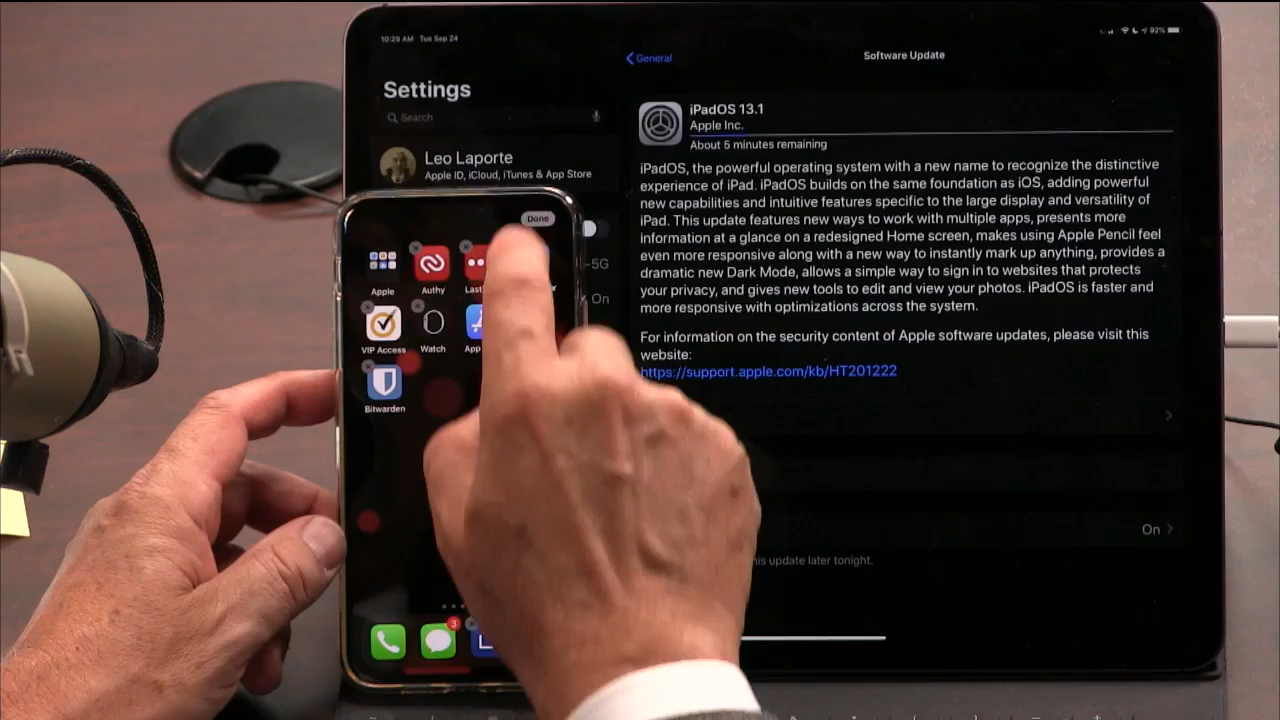 10:29 AM Tue Sep 24
92%
General
Software Update
Settings
Search
Leo Laporte
Apple ID, iCloud, iTunes & App Store
iPadOS 13.1
Apple Inc.
About 5 minutes remaining
iPadOS, the powerful operating system with a new name to recognize the distinctive
experience of iPad. iPadOS builds on the same foundation as iOS, adding powerful
new capabilities and intuitive features specific to the large display and versatility of
iPad. This update features new ways to work with multiple apps, presents more
information at a glance on a redesigned Home screen, makes using Apple Pencil feel
even more responsive along with a new way to instantly mark up anything, provides a
dramatic new Dark Mode, allows a simple way to sign in to websites that protects
your privacy, and gives new tools to edit and view your photos. iPadOS is faster and
more responsive with optimizations across the system.
For information on the security content of Apple software updates, please visit this
website:
https://support.apple.com/kb/HT201222
On
this update later tonight.
-5G
On
Done
Apple
Authy
Last
VIP Access
Watch
App
Bitwarden
3